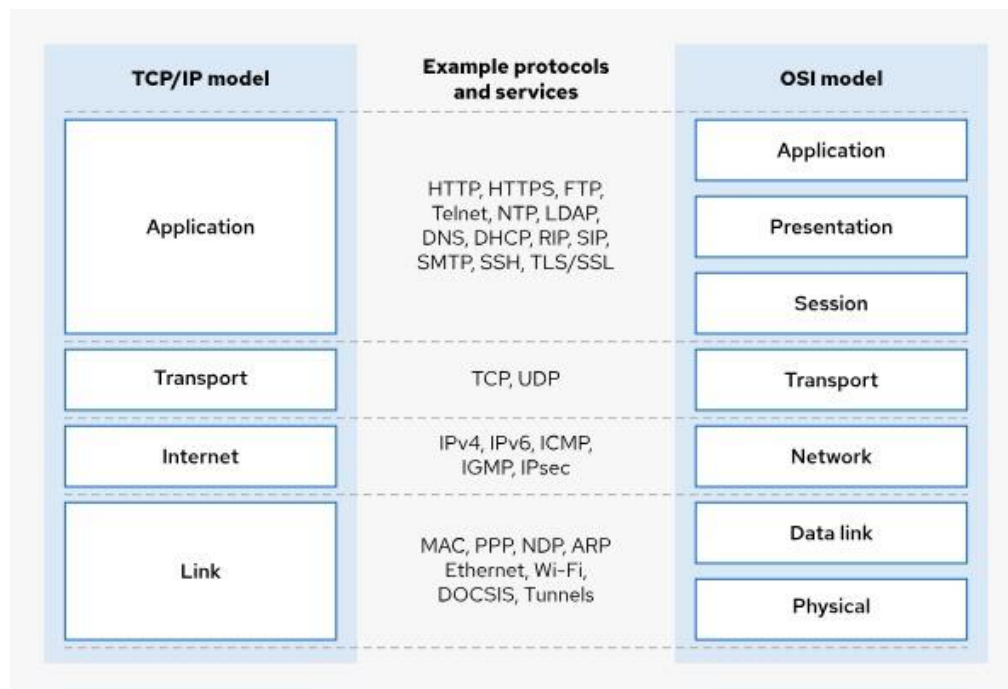 TCP/IP model
Example protocols
and services
OSI model
Application
HTTP, HTTPS, FTP,
Telnet, NTP, LDAP,
DNS, DHCP, RIP, SIP,
SMTP, SSH, TLS/SSL
Application
Presentation
Session
Transport
TCP, UDP
Transport
Internet
IPv4, IPv6, ICMP,
IGMP, IPsec
Network
Link
MAC, PPP, NDP, ARP
Ethernet, Wi-Fi,
DOCSIS, Tunnels
Data link
Physical